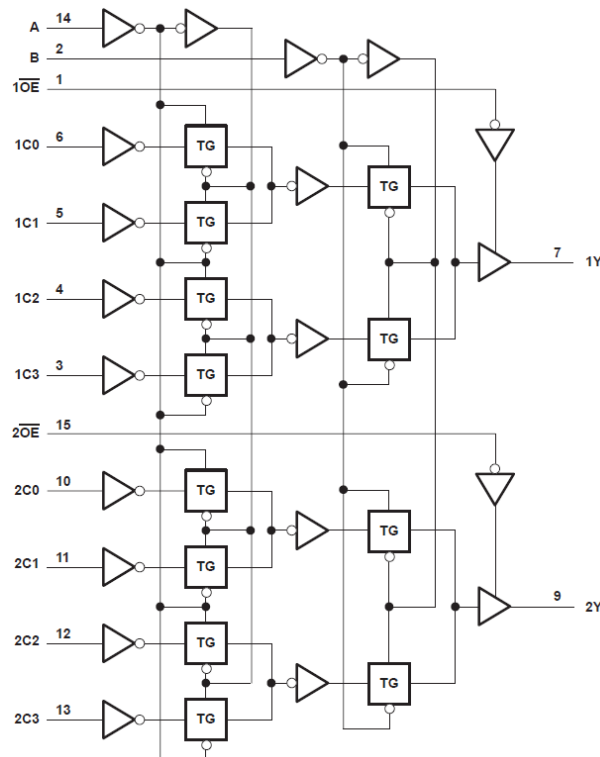 A 14
B 2
1OE 1
1C0 6 TG
TG
1C1 5 TG
1Y 7
1C2 4 TG
TG
1C3 3 TG
2OE 15
2C0 10 TG
TG
2C1 11 TG
9 2Y
2C2 12 TG
TG
2C3 13 TG